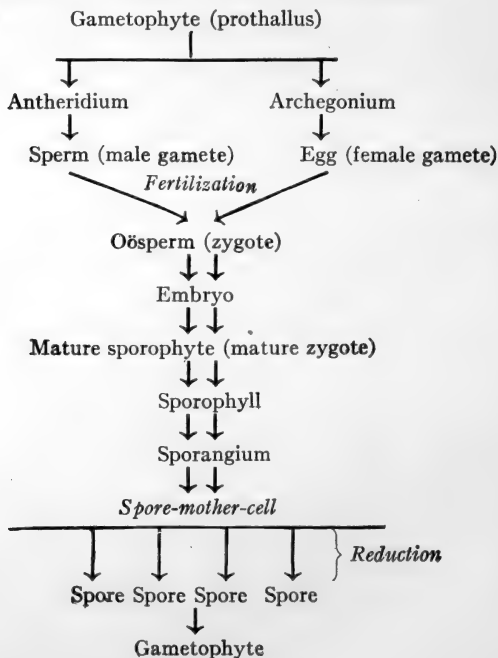 Gametophyte (prothallus)
Antheridium Archegonium
Sperm (male gamete) Egg (female gamete)
Fertilization
Oösperm (zygote)
Embryo
Mature sporophyte (mature zygote)
Sporophyll
Sporangium
Spore-mother-cell
Reduction
Spore Spore Spore Spore
Gametophyte